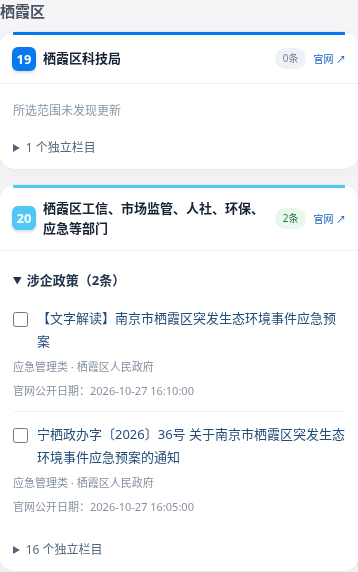 栖霞区
19 栖霞区科技局 0条 官网 ↗
所选范围未发现更新
▶ 1 个独立栏目
20 栖霞区工信、市场监管、人社、环保、 2条 官网 ↗
应急等部门
▼ 涉企政策（2条）
【文字解读】南京市栖霞区突发生态环境事件应急预
案
应急管理类 · 栖霞区人民政府
官网公开日期：2026-10-27 16:10:00
宁栖政办字〔2026〕36号 关于南京市栖霞区突发生态
环境事件应急预案的通知
应急管理类 · 栖霞区人民政府
官网公开日期：2026-10-27 16:05:00
▶ 16 个独立栏目